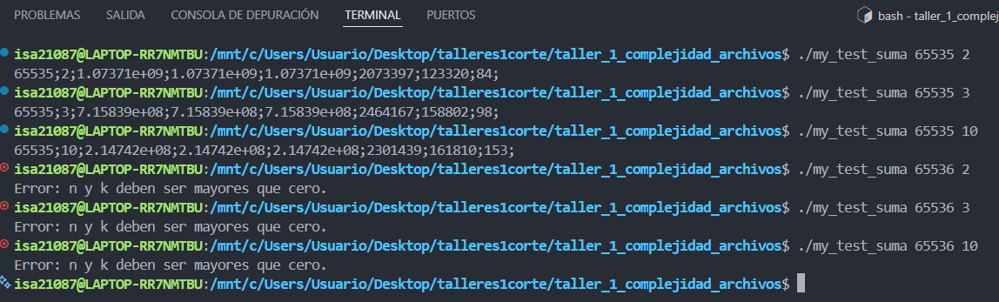 PROBLEMAS SALIDA CONSOLA DE DEPURACIÓN TERMINAL PUERTOS bash - taller_1_complej
isa21087@LAPTOP-RR7NMTBU:/mnt/c/Users/Usuario/Desktop/talleres1corte/taller_1_complejidad_archivos$ ./my_test_suma 65535 2
65535;2;1.07371e+09;1.07371e+09;1.07371e+09;2073397;123320;84;
isa21087@LAPTOP-RR7NMTBU:/mnt/c/Users/Usuario/Desktop/talleres1corte/taller_1_complejidad_archivos$ ./my_test_suma 65535 3
65535;3;7.15839e+08;7.15839e+08;7.15839e+08;2464167;158802;98;
isa21087@LAPTOP-RR7NMTBU:/mnt/c/Users/Usuario/Desktop/talleres1corte/taller_1_complejidad_archivos$ ./my_test_suma 65535 10
65535;10;2.14742e+08;2.14742e+08;2.14742e+08;2301439;161810;153;
isa21087@LAPTOP-RR7NMTBU:/mnt/c/Users/Usuario/Desktop/talleres1corte/taller_1_complejidad_archivos$ ./my_test_suma 65536 2
Error: n y k deben ser mayores que cero.
isa21087@LAPTOP-RR7NMTBU:/mnt/c/Users/Usuario/Desktop/talleres1corte/taller_1_complejidad_archivos$ ./my_test_suma 65536 3
Error: n y k deben ser mayores que cero.
isa21087@LAPTOP-RR7NMTBU:/mnt/c/Users/Usuario/Desktop/talleres1corte/taller_1_complejidad_archivos$ ./my_test_suma 65536 10
Error: n y k deben ser mayores que cero.
isa21087@LAPTOP-RR7NMTBU:/mnt/c/Users/Usuario/Desktop/talleres1corte/taller_1_complejidad_archivos$